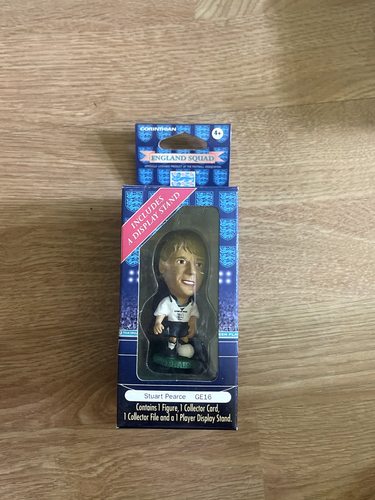 CORINTHIAN
4+
ENGLAND SQUAD
INCLUDES
A DISPLAY STAND
Stuart Pearce GE16
Contains 1 Figure, 1 Collector Card,
1 Collector File and a 1 Player Display Stand.